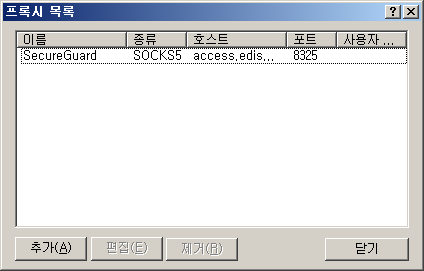 프록시 목록
이름 종류 호스트 포트 사용자 ...
SecureGuard SOCKS5 access,edis,,, 8325
추가(A) 편집(E) 제거(R) 닫기